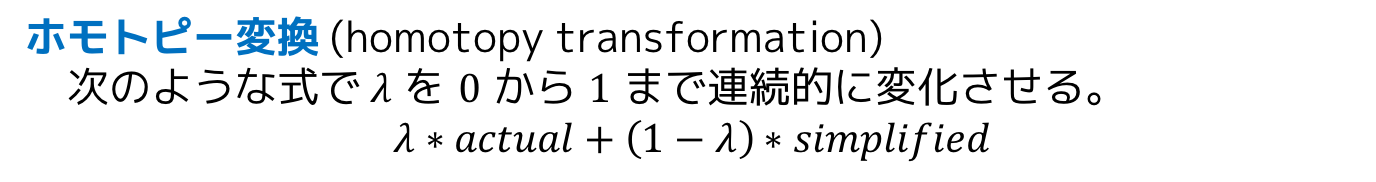 ホモトピー変換 (homotopy transformation)
次のような式で λ を 0 から 1 まで連続的に変化させる。
λ ∗ actual + (1 − λ) ∗ simplified